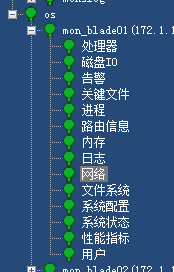 os
mon_blade01(172.1.1
处理器
磁盘IO
告警
关键文件
进程
路由信息
内存
日志
网络
文件系统
系统配置
系统状态
性能指标
用户
mon_blade02(172.1.1